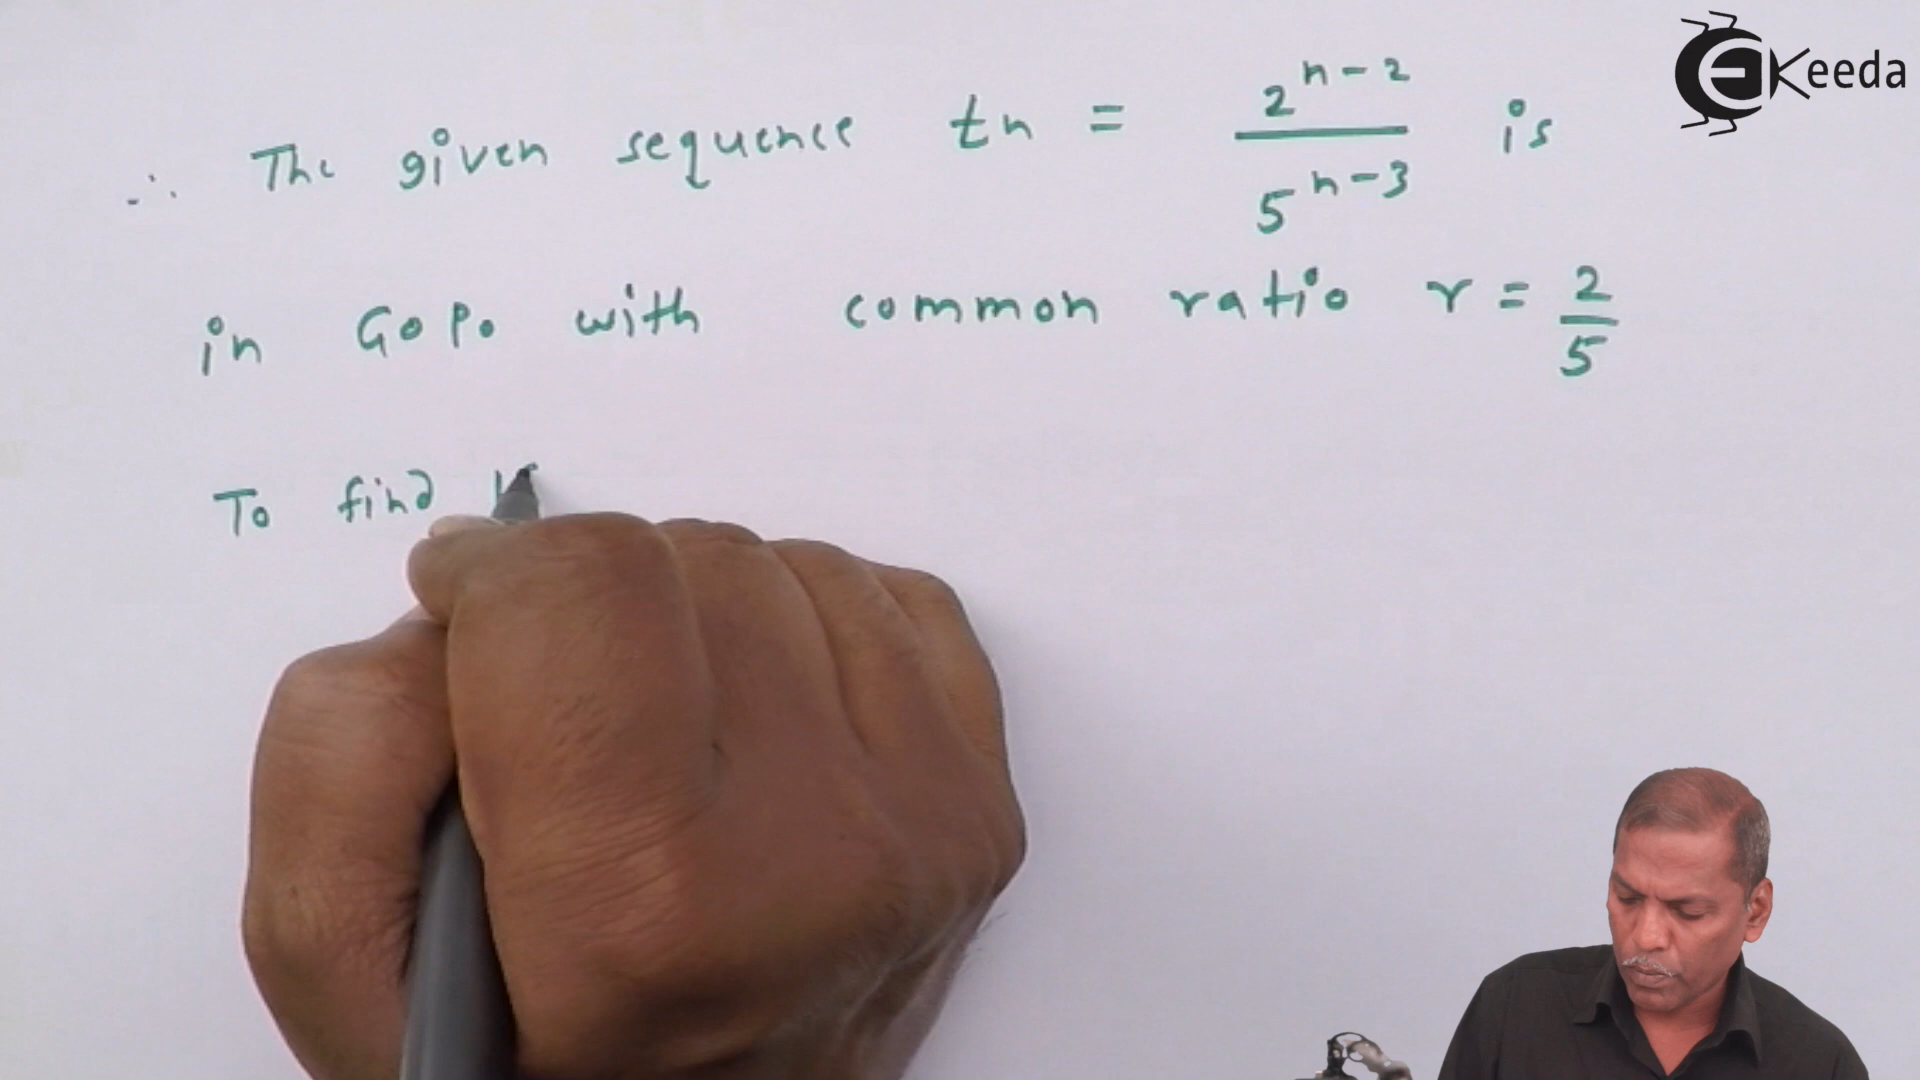 Keeda
∴ The given sequence tn = 2^(n-2) / 5^(n-3) is
in G.P. with common ratio r = 2/5
To find